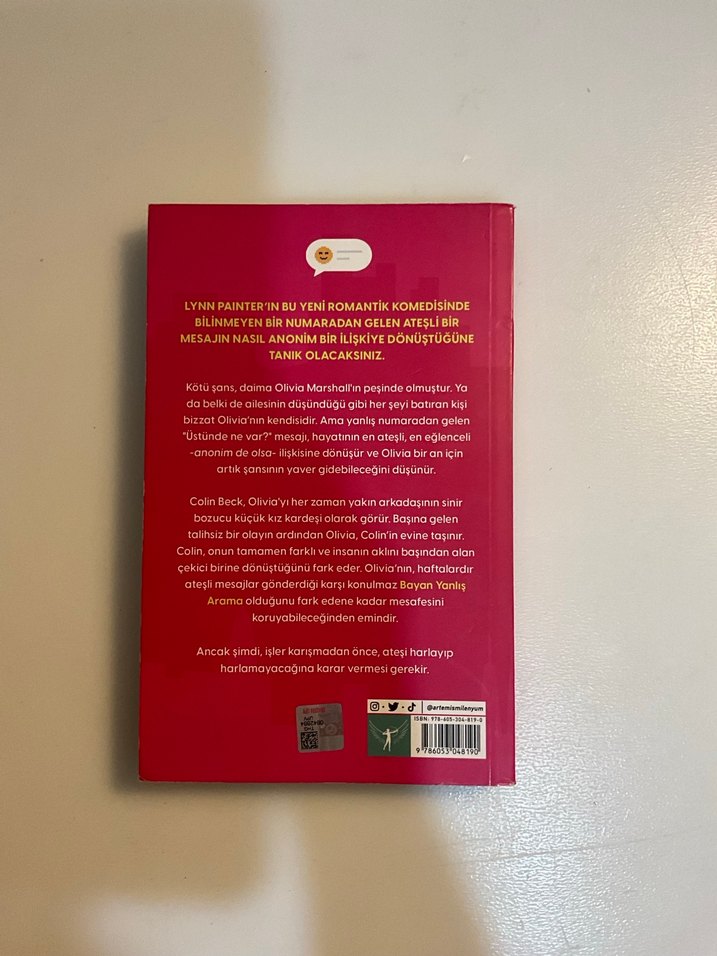 LYNN PAINTER'IN BU YENİ ROMANTİK KOMEDİSİNDE
BİLİNMEYEN BİR NUMARADAN GELEN ATEŞLİ BİR
MESAJIN NASIL ANONİM BİR İLİŞKİYE DÖNÜŞTÜĞÜNE
TANIK OLACAKSINIZ.
Kötü şans, daima Olivia Marshall'ın peşinde olmuştur. Ya
da belki de ailesinin düşündüğü gibi her şeyi batıran kişi
bizzat Olivia'nın kendisidir. Ama yanlış numaradan gelen
"Üstünde ne var?" mesajı, hayatının en ateşli, en eğlenceli
-anonim de olsa- ilişkisine dönüşür ve Olivia bir an için
artık şansının yaver gidebileceğini düşünür.
Colin Beck, Olivia'yı her zaman yakın arkadaşının sinir
bozucu küçük kız kardeşi olarak görür. Başına gelen
talihsiz bir olayın ardından Olivia, Colin'in evine taşınır.
Colin, onun tamamen farklı ve insanın aklını başından alan
çekici birine dönüştüğünü fark eder. Olivia'nın, haftalardır
ateşli mesajlar gönderdiği karşı konulmaz Bayan Yanlış
Arama olduğunu fark edene kadar mesafesini
koruyabileceğinden emindir.
Ancak şimdi, işler karışmadan önce, ateşi harlayıp
harlamayacağına karar vermesi gerekir.
@artemismilenyum
ISBN: 978-605-304-819-0
9 786053 048190